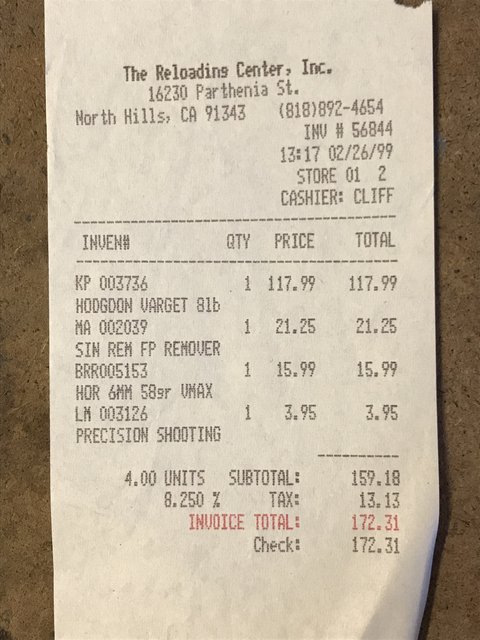 The Reloading Center, Inc.
16230 Parthenia St.
North Hills, CA 91343 (818)892-4654
INV # 56844
13:17 02/26/99
STORE 01 2
CASHIER: CLIFF
INVEN# QTY PRICE TOTAL
KP 003736 1 117.99 117.99
HODGDON VARGET 8lb
MA 002039 1 21.25 21.25
SIN REM FP REMOVER
BRR005153 1 15.99 15.99
HOR 6MM 58gr VMAX
LM 003126 1 3.95 3.95
PRECISION SHOOTING
4.00 UNITS SUBTOTAL: 159.18
8.250 % TAX: 13.13
INVOICE TOTAL: 172.31
Check: 172.31